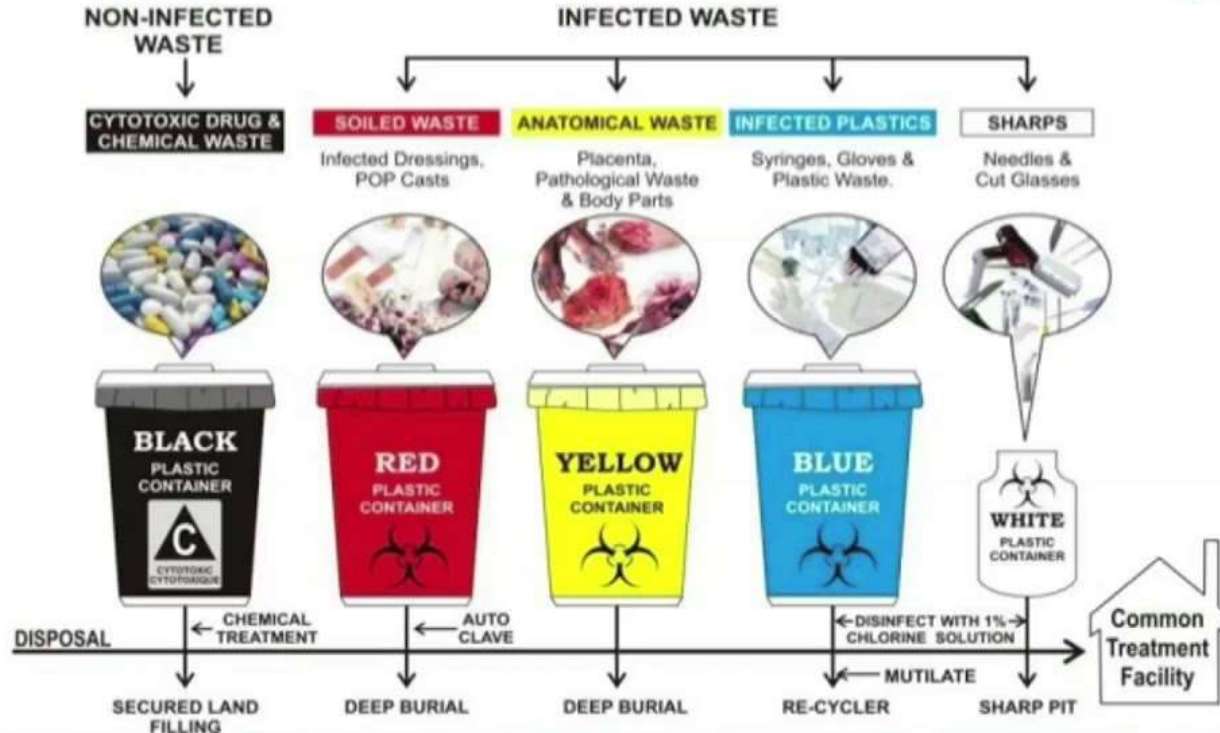 NON-INFECTED
WASTE
INFECTED WASTE
CYTOTOXIC DRUG &
CHEMICAL WASTE
SOILED WASTE
ANATOMICAL WASTE
INFECTED PLASTICS
SHARPS
Infected Dressings,
POP Casts
Placenta,
Pathological Waste
& Body Parts
Syringes, Gloves &
Plastic Waste.
Needles &
Cut Glasses
BLACK
PLASTIC
CONTAINER
C
CYTOTOXIC
CYTOTOXIQUE
RED
PLASTIC
CONTAINER
YELLOW
PLASTIC
CONTAINER
BLUE
PLASTIC
CONTAINER
WHITE
PLASTIC
CONTAINER
DISPOSAL
CHEMICAL
TREATMENT
AUTO
CLAVE
DISINFECT WITH 1%
CHLORINE SOLUTION
MUTILATE
Common
Treatment
Facility
SECURED LAND
FILLING
DEEP BURIAL
DEEP BURIAL
RE-CYCLER
SHARP PIT